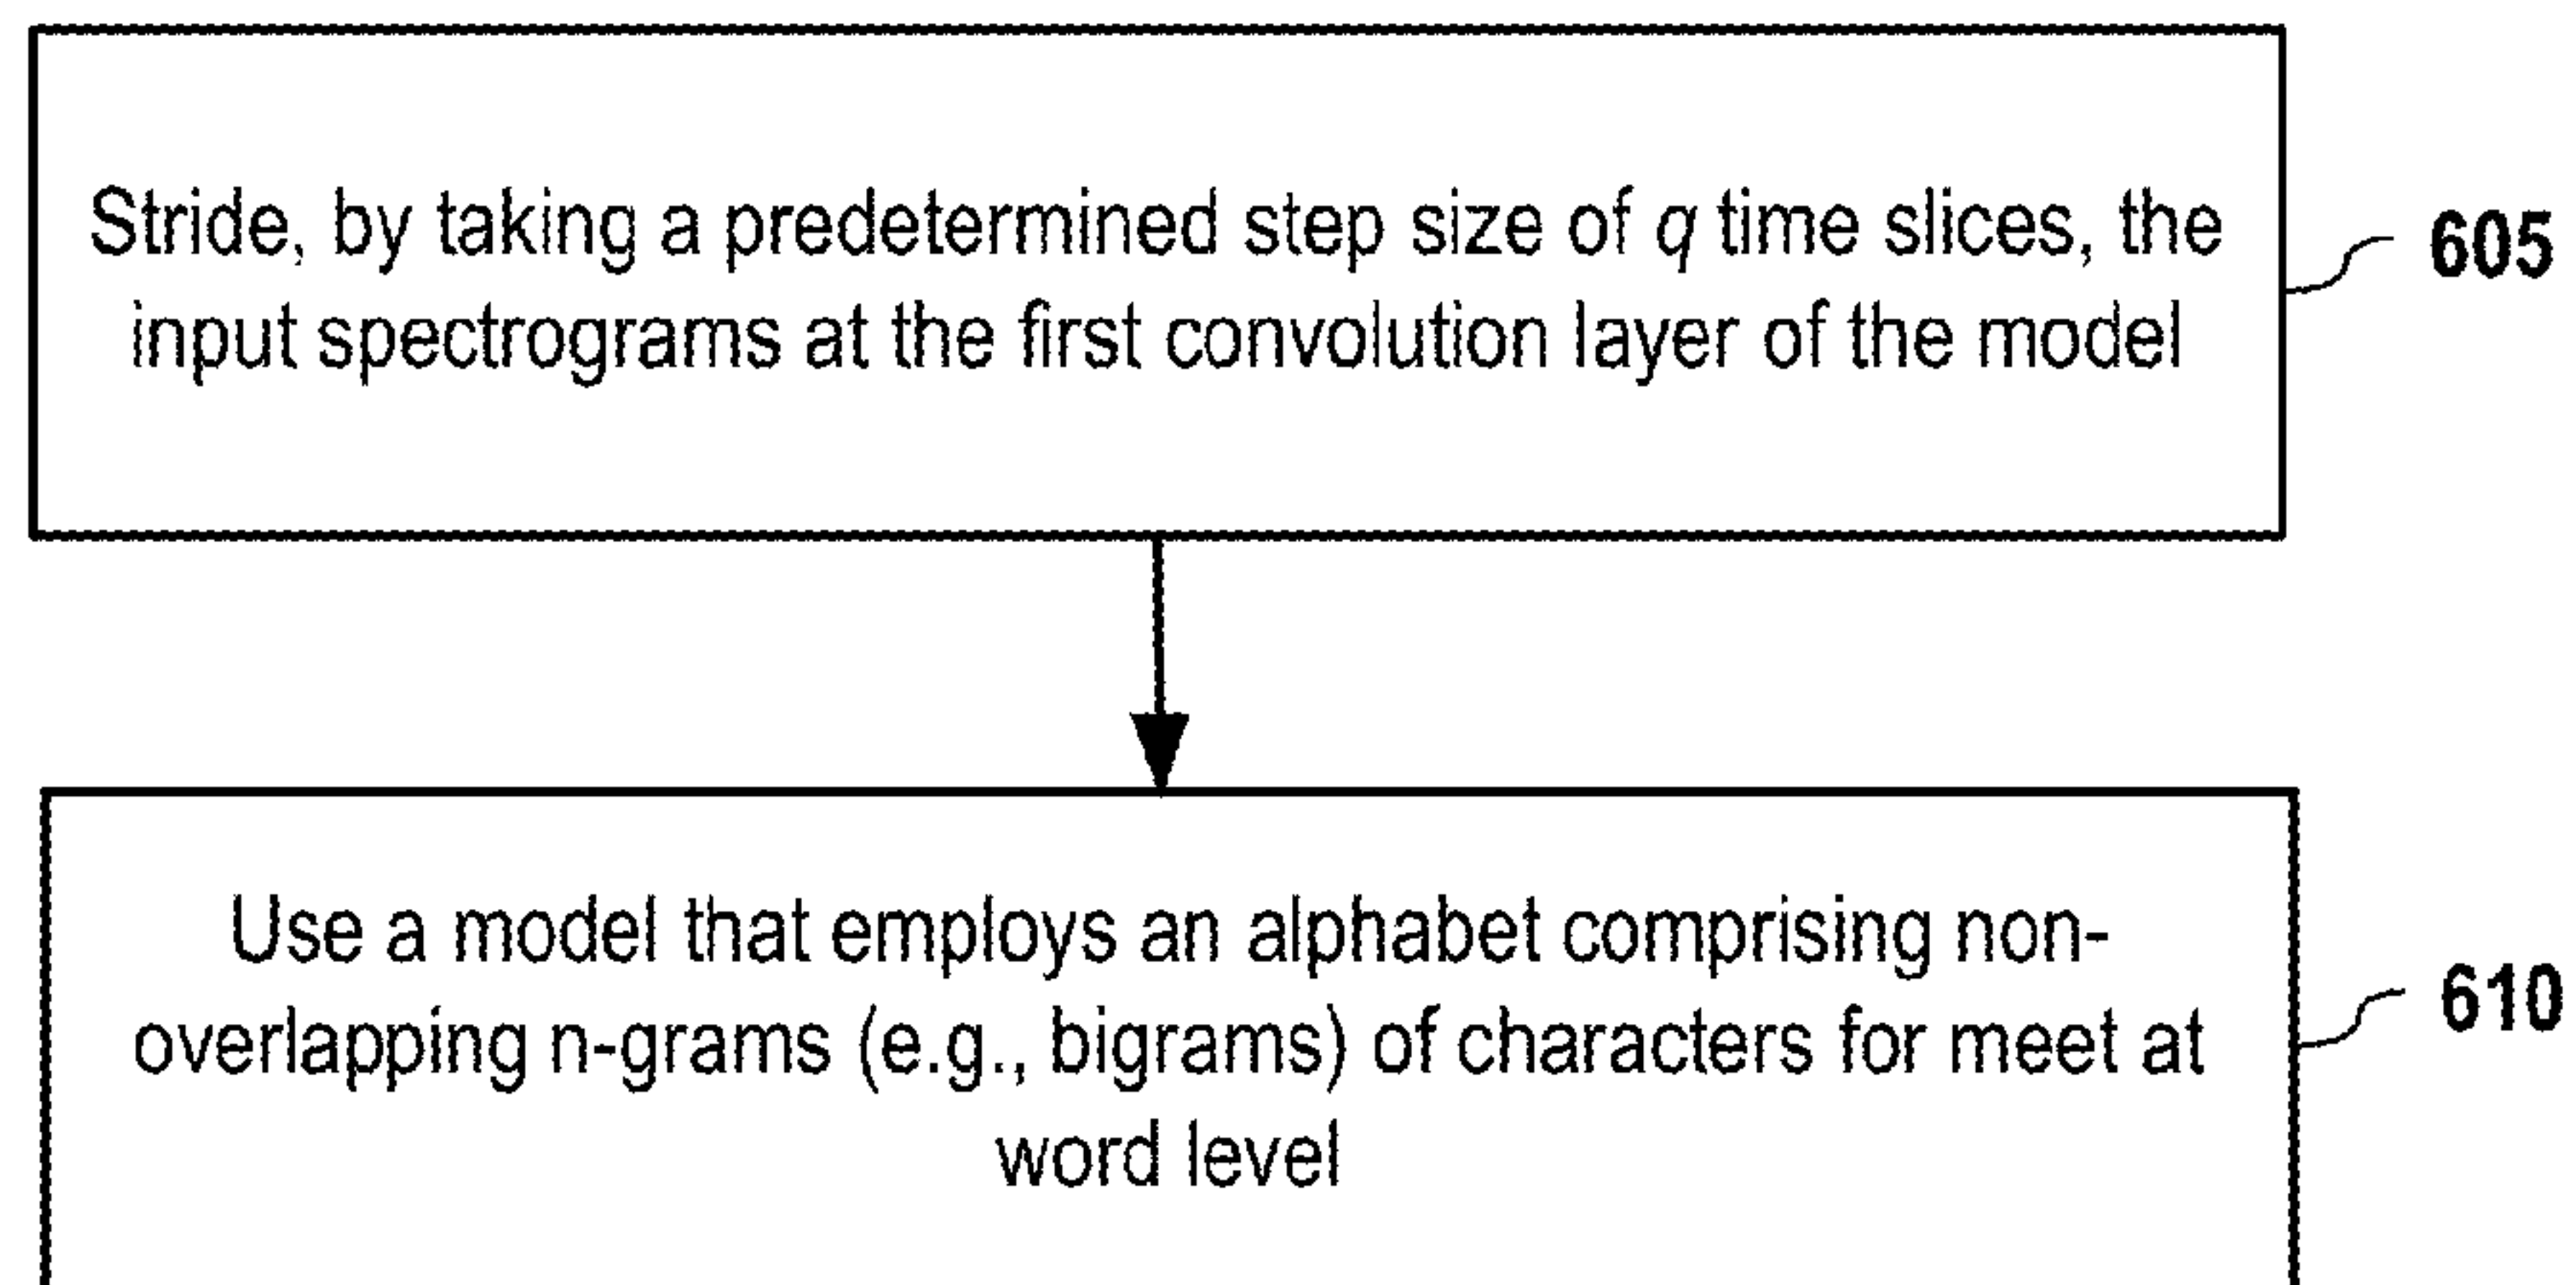 Stride, by taking a predetermined step size of q time slices, the
input spectrograms at the first convolution layer of the model
605
Use a model that employs an alphabet comprising non-
overlapping n-grams (e.g., bigrams) of characters for meet at
word level
610